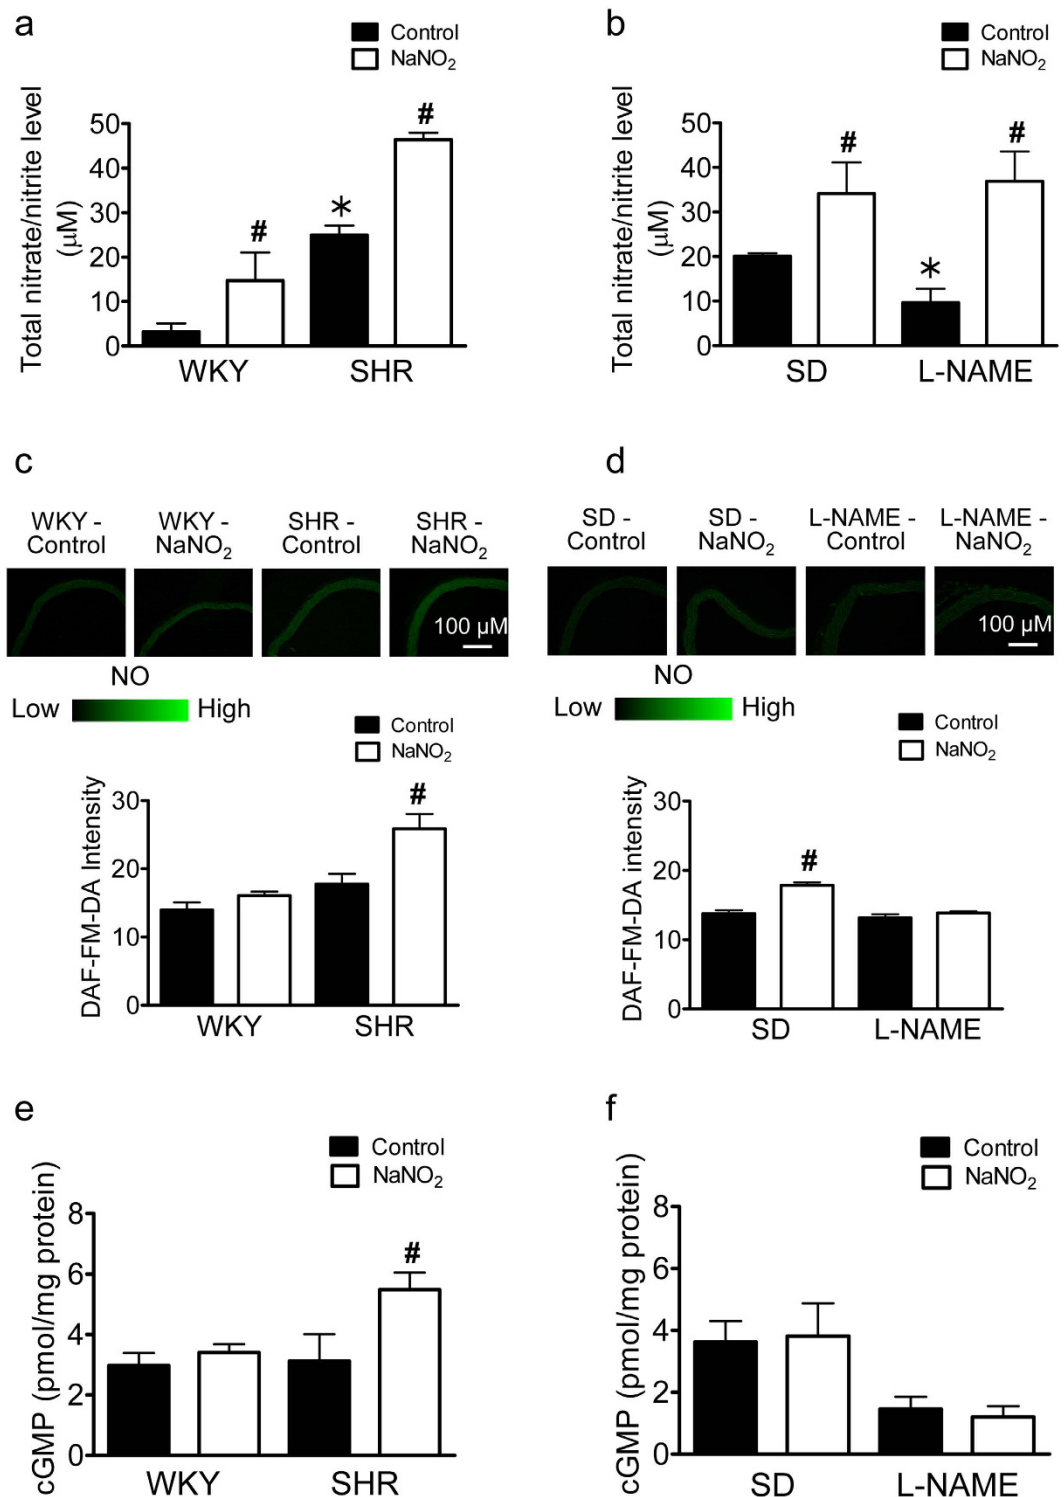 a
Control
NaNO₂
Total nitrate/nitrite level
(µM)
50
40
30
20
10
0
#
*
#
WKY
SHR
b
Control
NaNO₂
Total nitrate/nitrite level
(µM)
50
40
30
20
10
0
#
*
#
SD
L-NAME
c
WKY -
Control
WKY -
NaNO₂
SHR -
Control
SHR -
NaNO₂
100 µM
NO
Low
High
Control
NaNO₂
DAF-FM-DA Intensity
30
20
10
0
#
WKY
SHR
d
SD -
Control
SD -
NaNO₂
L-NAME -
Control
L-NAME -
NaNO₂
100 µM
NO
Low
High
Control
NaNO₂
DAF-FM-DA intensity
30
20
10
0
#
SD
L-NAME
e
Control
NaNO₂
cGMP (pmol/mg protein)
8
6
4
2
0
#
WKY
SHR
f
Control
NaNO₂
cGMP (pmol/mg protein)
8
6
4
2
0
SD
L-NAME